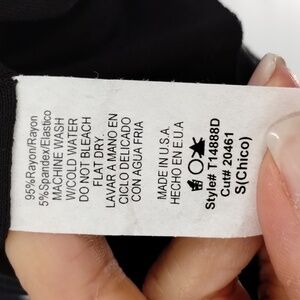 95%Rayon/Rayon
5%Spandex/Elastico
MACHINE WASH
W/COLD WATER
DO NOT BLEACH
FLAT DRY.
LAVAR A MANO EN
CICLO DELICADO
CON AGUA FRIA
MADE IN U.S.A.
HECHO EN E.U.A
Style# T14888D
Cut# 20461
S(Chico)